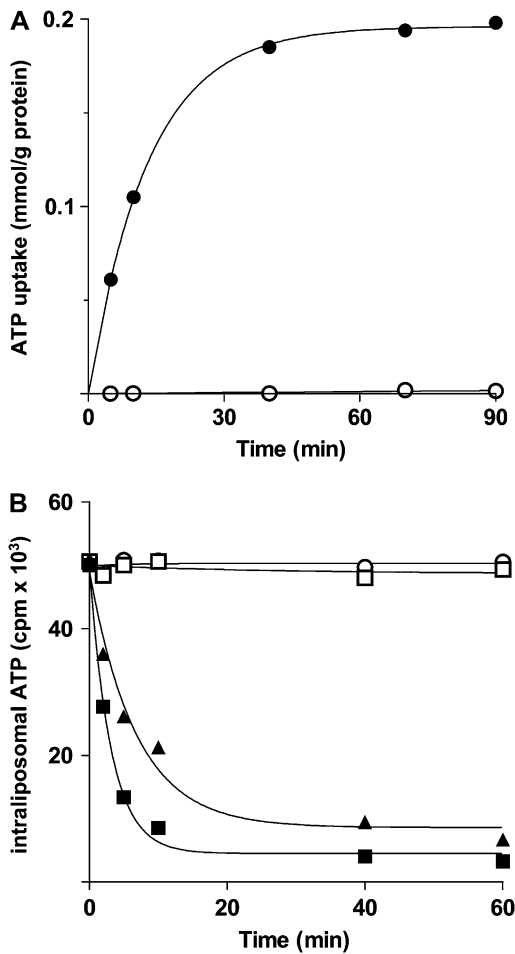 A
0.2
0.1
ATP uptake (mmol/g protein)
0 30 60 90
Time (min)
B
60
40
20
intraliposomal ATP (cpm x 10³)
0 20 40 60
Time (min)